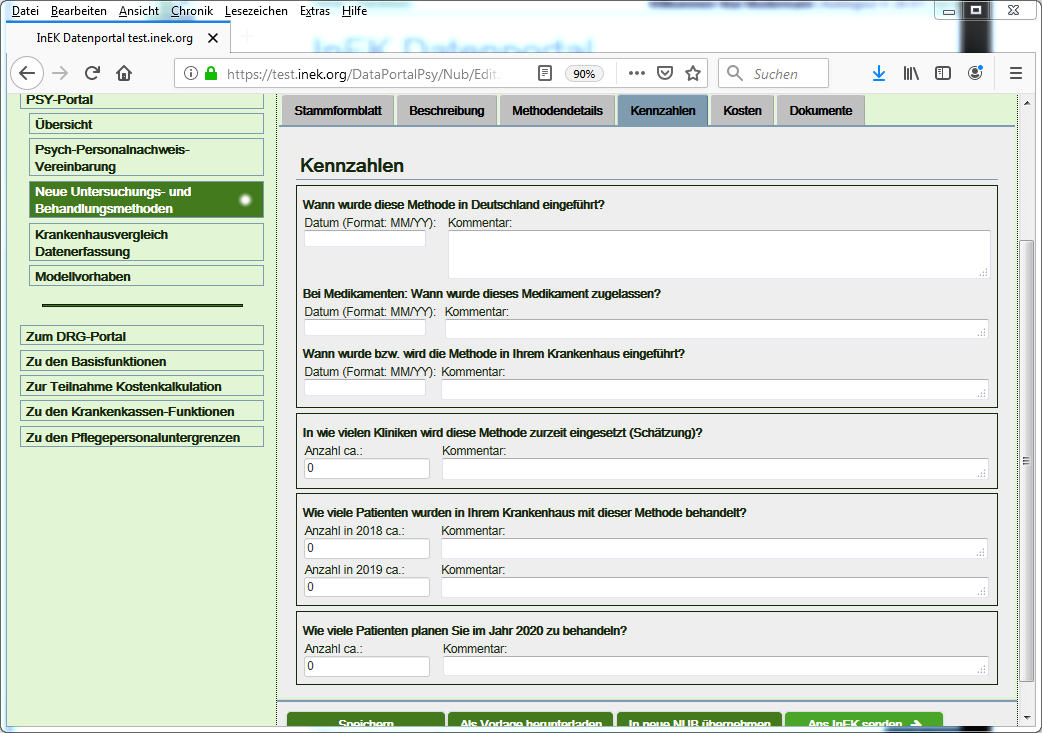 Datei Bearbeiten Ansicht Chronik Lesezeichen Extras Hilfe
InEK Datenportal test.inek.org
https://test.inek.org/DataPortalPsy/Nub/Edit.
90%
Suchen
PSY-Portal
Übersicht
Psych-Personalnachweis-
Vereinbarung
Neue Untersuchungs- und
Behandlungsmethoden
Krankenhausvergleich
Datenerfassung
Modellvorhaben
Zum DRG-Portal
Zu den Basisfunktionen
Zur Teilnahme Kostenkalkulation
Zu den Krankenkassen-Funktionen
Zu den Pflegepersonaluntergrenzen
Stammformblatt Beschreibung Methodendetails Kennzahlen Kosten Dokumente
Kennzahlen
Wann wurde diese Methode in Deutschland eingeführt?
Datum (Format: MM/YY): Kommentar:
Bei Medikamenten: Wann wurde dieses Medikament zugelassen?
Datum (Format: MM/YY): Kommentar:
Wann wurde bzw. wird die Methode in Ihrem Krankenhaus eingeführt?
Datum (Format: MM/YY): Kommentar:
In wie vielen Kliniken wird diese Methode zurzeit eingesetzt (Schätzung)?
Anzahl ca.: Kommentar:
0
Wie viele Patienten wurden in Ihrem Krankenhaus mit dieser Methode behandelt?
Anzahl in 2018 ca.: Kommentar:
0
Anzahl in 2019 ca.: Kommentar:
0
Wie viele Patienten planen Sie im Jahr 2020 zu behandeln?
Anzahl ca.: Kommentar:
0
Speichern Als Vorlage herunterladen In neue NUB übernehmen Ans InEK senden